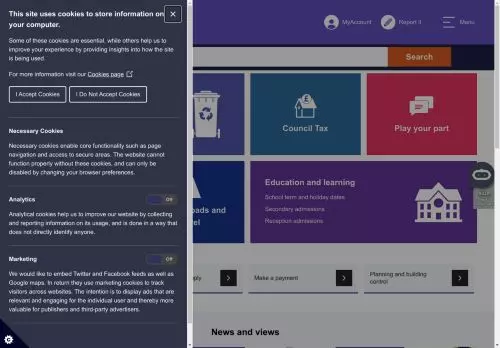 This site uses cookies to store information on
your computer.
Some of these cookies are essential, while others help us to
improve your experience by providing insights into how the site
is being used.
For more information visit our Cookies page
I Accept Cookies
I Do Not Accept Cookies
Necessary Cookies
Necessary cookies enable core functionality such as page
navigation and access to secure areas. The website cannot
function properly without these cookies, and can only be
disabled by changing your browser preferences.
Analytics
Off
Analytical cookies help us to improve our website by collecting
and reporting information on its usage, and is done in a way that
does not directly identify anyone.
Marketing
Off
We would like to embed Twitter and Facebook feeds as well as
Google maps. In return they use marketing cookies to track
visitors across websites. The intention is to display ads that are
relevant and engaging for the individual user and thereby more
valuable for publishers and third-party advertisers.
MyAccount
Report it
Menu
Search
Council Tax
Play your part
oads and
el
Education and learning
School term and holiday dates
Secondary admissions
Reception admissions
ply
Make a payment
Planning and building
control
News and views